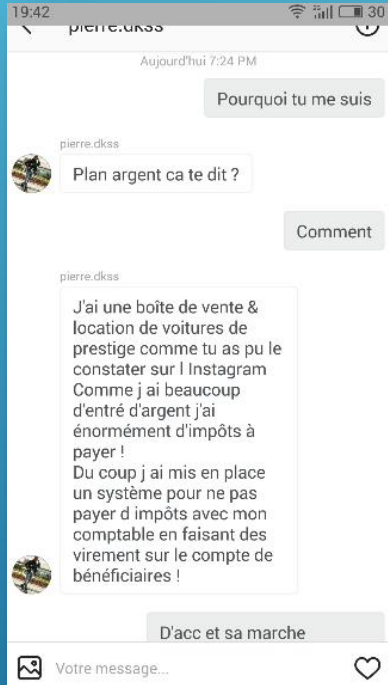 19:42
30
pierre.dkss
Aujourd'hui 7:24 PM
Pourquoi tu me suis
pierre.dkss
Plan argent ca te dit ?
Comment
pierre.dkss
J'ai une boîte de vente &
location de voitures de
prestige comme tu as pu le
constater sur l Instagram
Comme j ai beaucoup
d'entré d'argent j'ai
énormément d'impôts à
payer !
Du coup j ai mis en place
un système pour ne pas
payer d impôts avec mon
comptable en faisant des
virement sur le compte de
bénéficiaires !
D'acc et sa marche
Votre message...